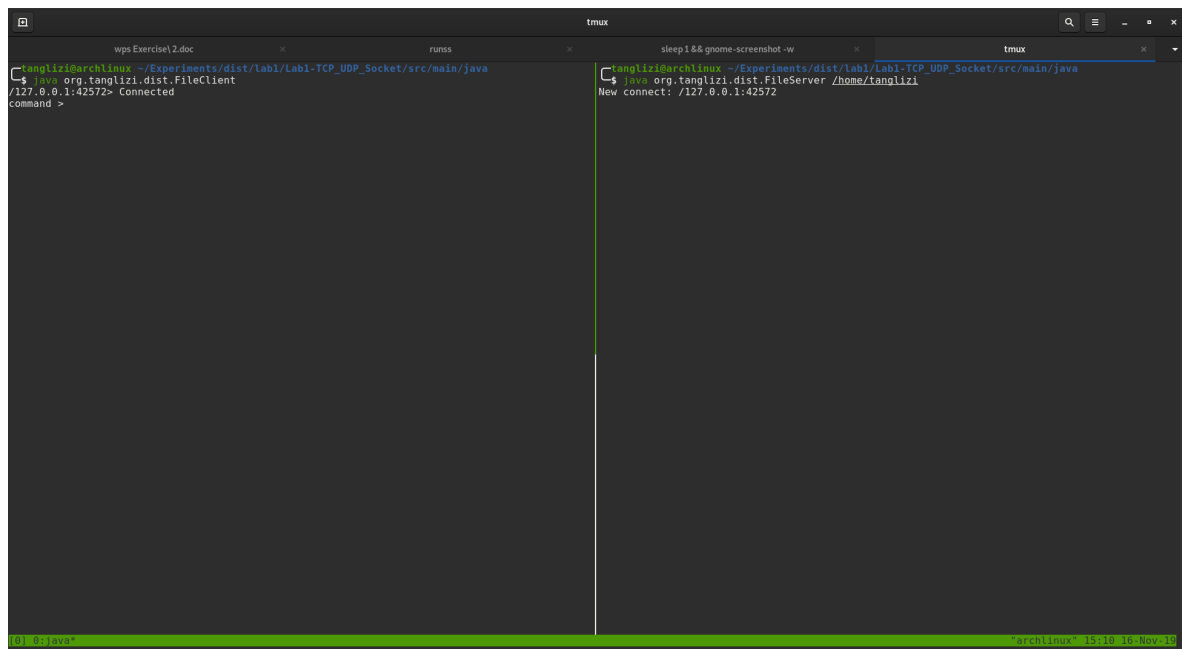 tmux
wps Exercise\ 2.doc
runss
sleep 1 && gnome-screenshot -w
tmux
tanglizi@archlinux ~/Experiments/dist/lab1/Lab1-TCP_UDP_Socket/src/main/java
$ java org.tanglizi.dist.FileClient
/127.0.0.1:42572> Connected
command >
tanglizi@archlinux ~/Experiments/dist/lab1/Lab1-TCP_UDP_Socket/src/main/java
$ java org.tanglizi.dist.FileServer /home/tanglizi
New connect: /127.0.0.1:42572
[0] 0:java*
"archlinux" 15:10 16-Nov-19